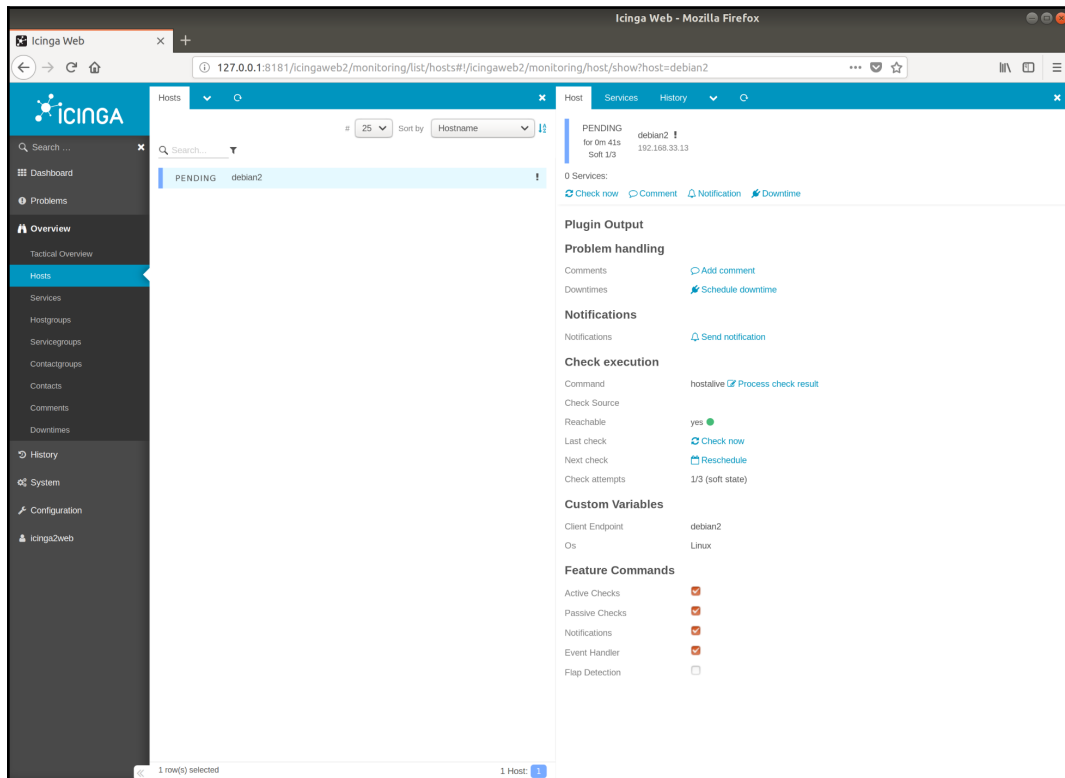 Icinga Web - Mozilla Firefox
Icinga Web
127.0.0.1:8181/icingaweb2/monitoring/list/hosts#!/icingaweb2/monitoring/host/show?host=debian2
ICINGA
Search ...
Dashboard
Problems
Overview
Tactical Overview
Hosts
Services
Hostgroups
Servicegroups
Contactgroups
Contacts
Comments
Downtimes
History
System
Configuration
icinga2web
Hosts
# 25 Sort by Hostname
Search...
PENDING debian2 !
1 row(s) selected
1 Host: 1
Host Services History
PENDING
for 0m 41s
Soft 1/3
debian2 !
192.168.33.13
0 Services:
Check now Comment Notification Downtime
Plugin Output
Problem handling
Comments Add comment
Downtimes Schedule downtime
Notifications
Notifications Send notification
Check execution
Command hostalive Process check result
Check Source
Reachable yes
Last check Check now
Next check Reschedule
Check attempts 1/3 (soft state)
Custom Variables
Client Endpoint debian2
Os Linux
Feature Commands
Active Checks
Passive Checks
Notifications
Event Handler
Flap Detection